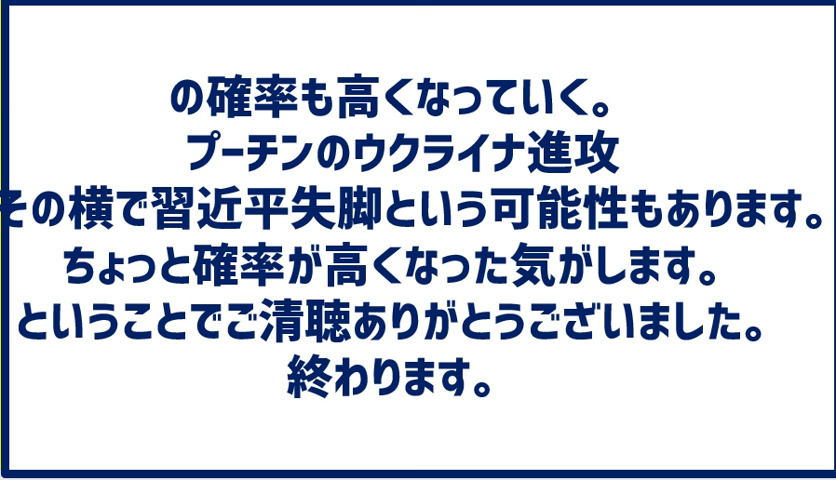 の確率も高くなっていく。
プーチンのウクライナ進攻
その横で習近平失脚という可能性もあります。
ちょっと確率が高くなった気がします。
ということでご清聴ありがとうございました。
終わります。